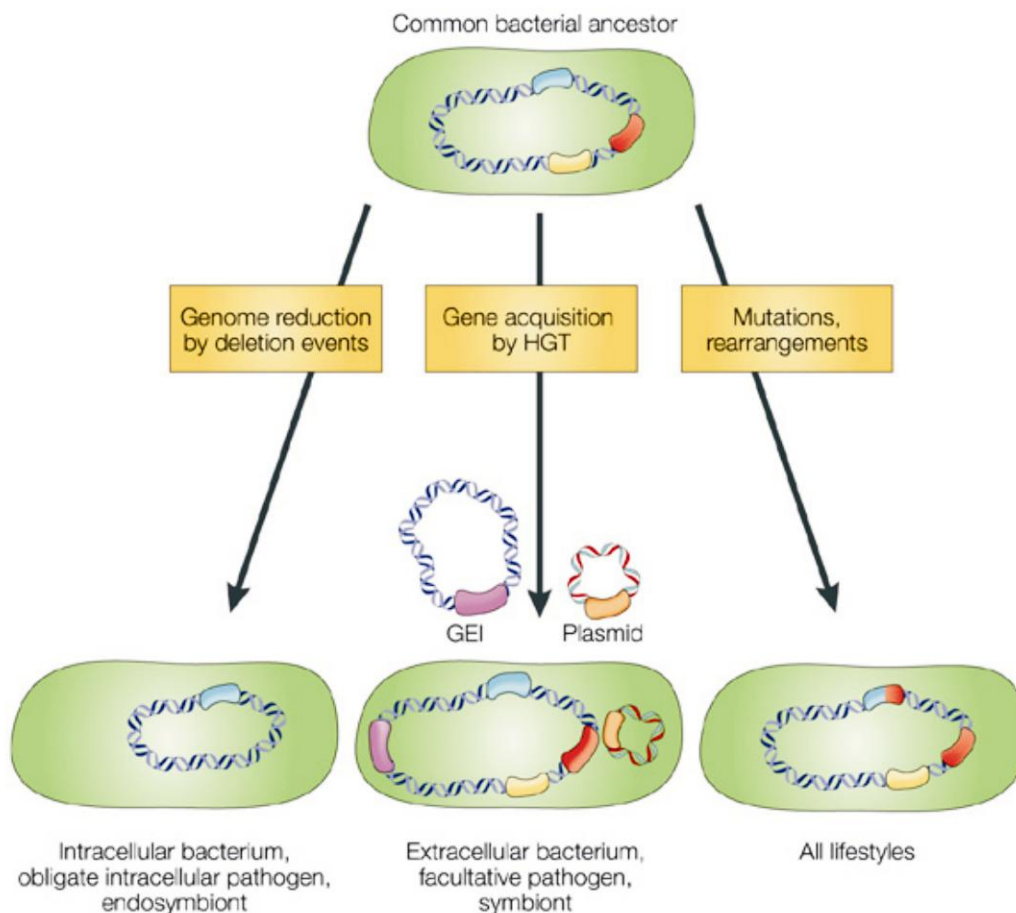 Common bacterial ancestor
Genome reduction
by deletion events
Gene acquisition
by HGT
Mutations,
rearrangements
GEI
Plasmid
Intracellular bacterium,
obligate intracellular pathogen,
endosymbiont
Extracellular bacterium,
facultative pathogen,
symbiont
All lifestyles